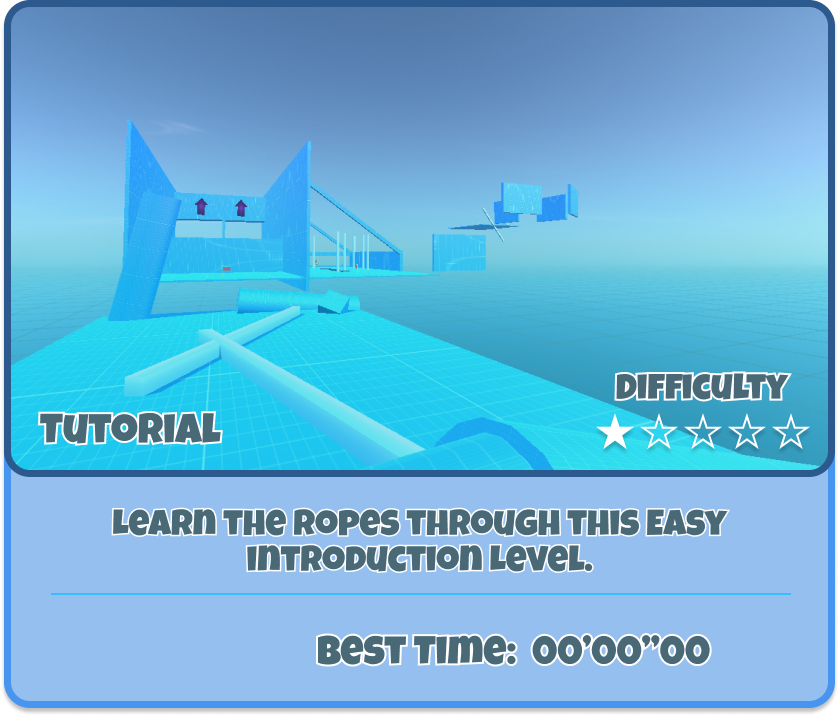 TUTORIAL
DIFFICULTY
Learn the Ropes through this Easy
Introduction Level.
Best Time: 00'00"00